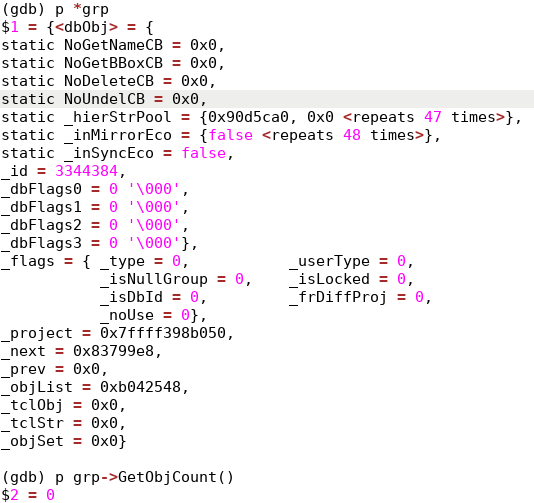 (gdb) p *grp
$1 = {<dbObj> = {
static NoGetNameCB = 0x0,
static NoGetBBoxCB = 0x0,
static NoDeleteCB = 0x0,
static NoUndelCB = 0x0,
static _hierStrPool = {0x90d5ca0, 0x0 <repeats 47 times>},
static _inMirrorEco = {false <repeats 48 times>},
static _inSyncEco = false,
_id = 3344384,
_dbFlags0 = 0 '\000',
_dbFlags1 = 0 '\000',
_dbFlags2 = 0 '\000',
_dbFlags3 = 0 '\000'},
_flags = { _type = 0, _userType = 0,
_isNullGroup = 0, _isLocked = 0,
_isDbId = 0, _frDiffProj = 0,
_noUse = 0},
_project = 0x7ffff398b050,
_next = 0x83799e8,
_prev = 0x0,
_objList = 0xb042548,
_tclObj = 0x0,
_tclStr = 0x0,
_objSet = 0x0}
(gdb) p grp->GetObjCount()
$2 = 0